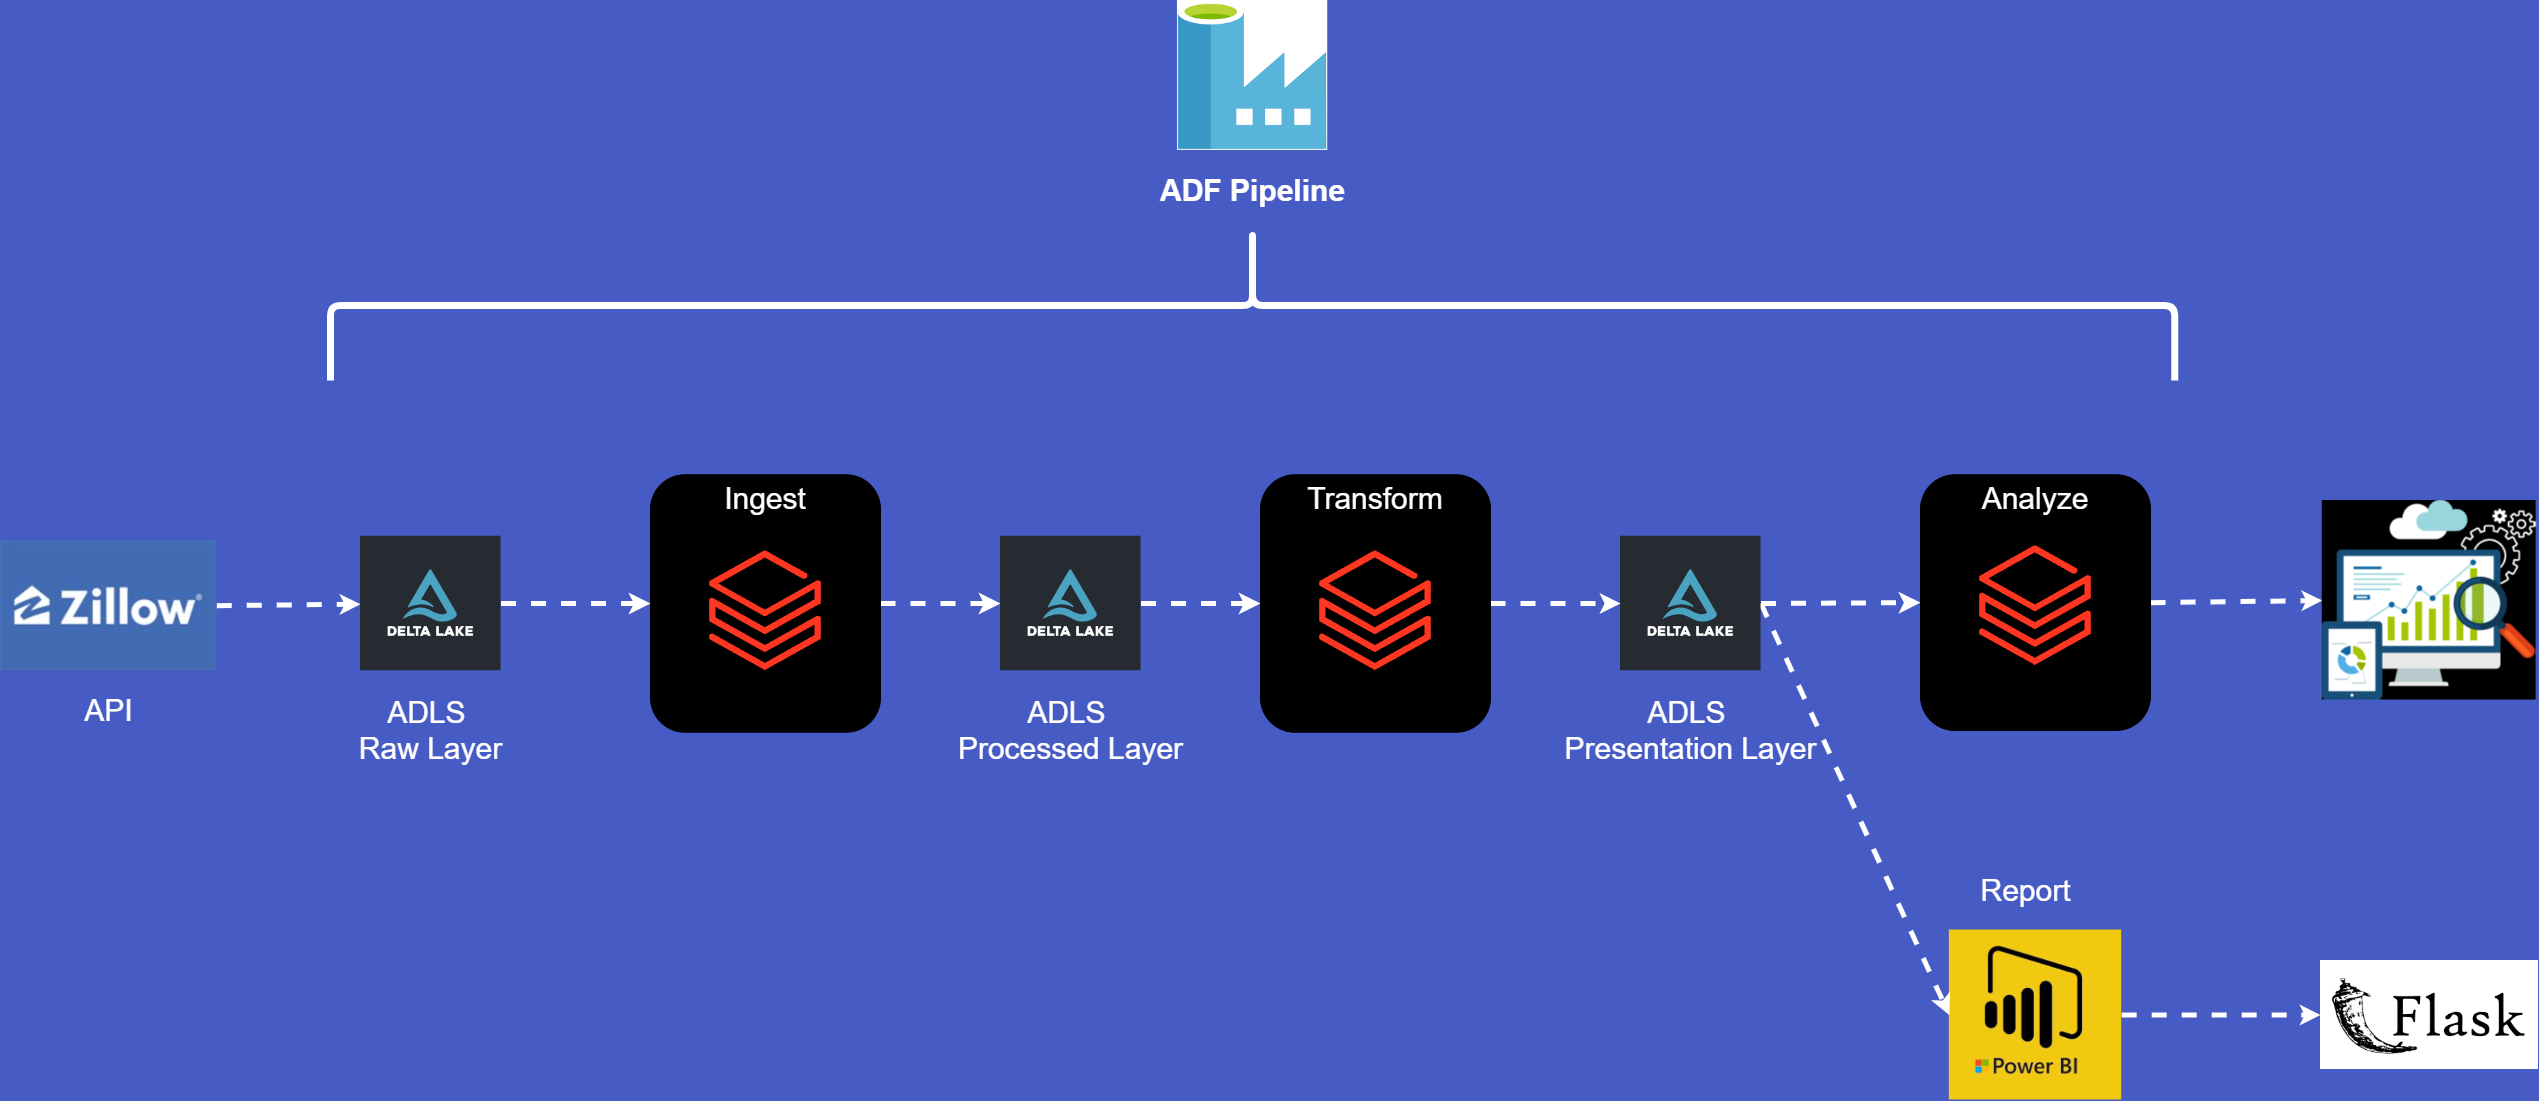 ADF Pipeline
Ingest
Transform
Analyze
Zillow
DELTA LAKE
DELTA LAKE
DELTA LAKE
API
ADLS
Raw Layer
ADLS
Processed Layer
ADLS
Presentation Layer
Report
Power BI
Flask